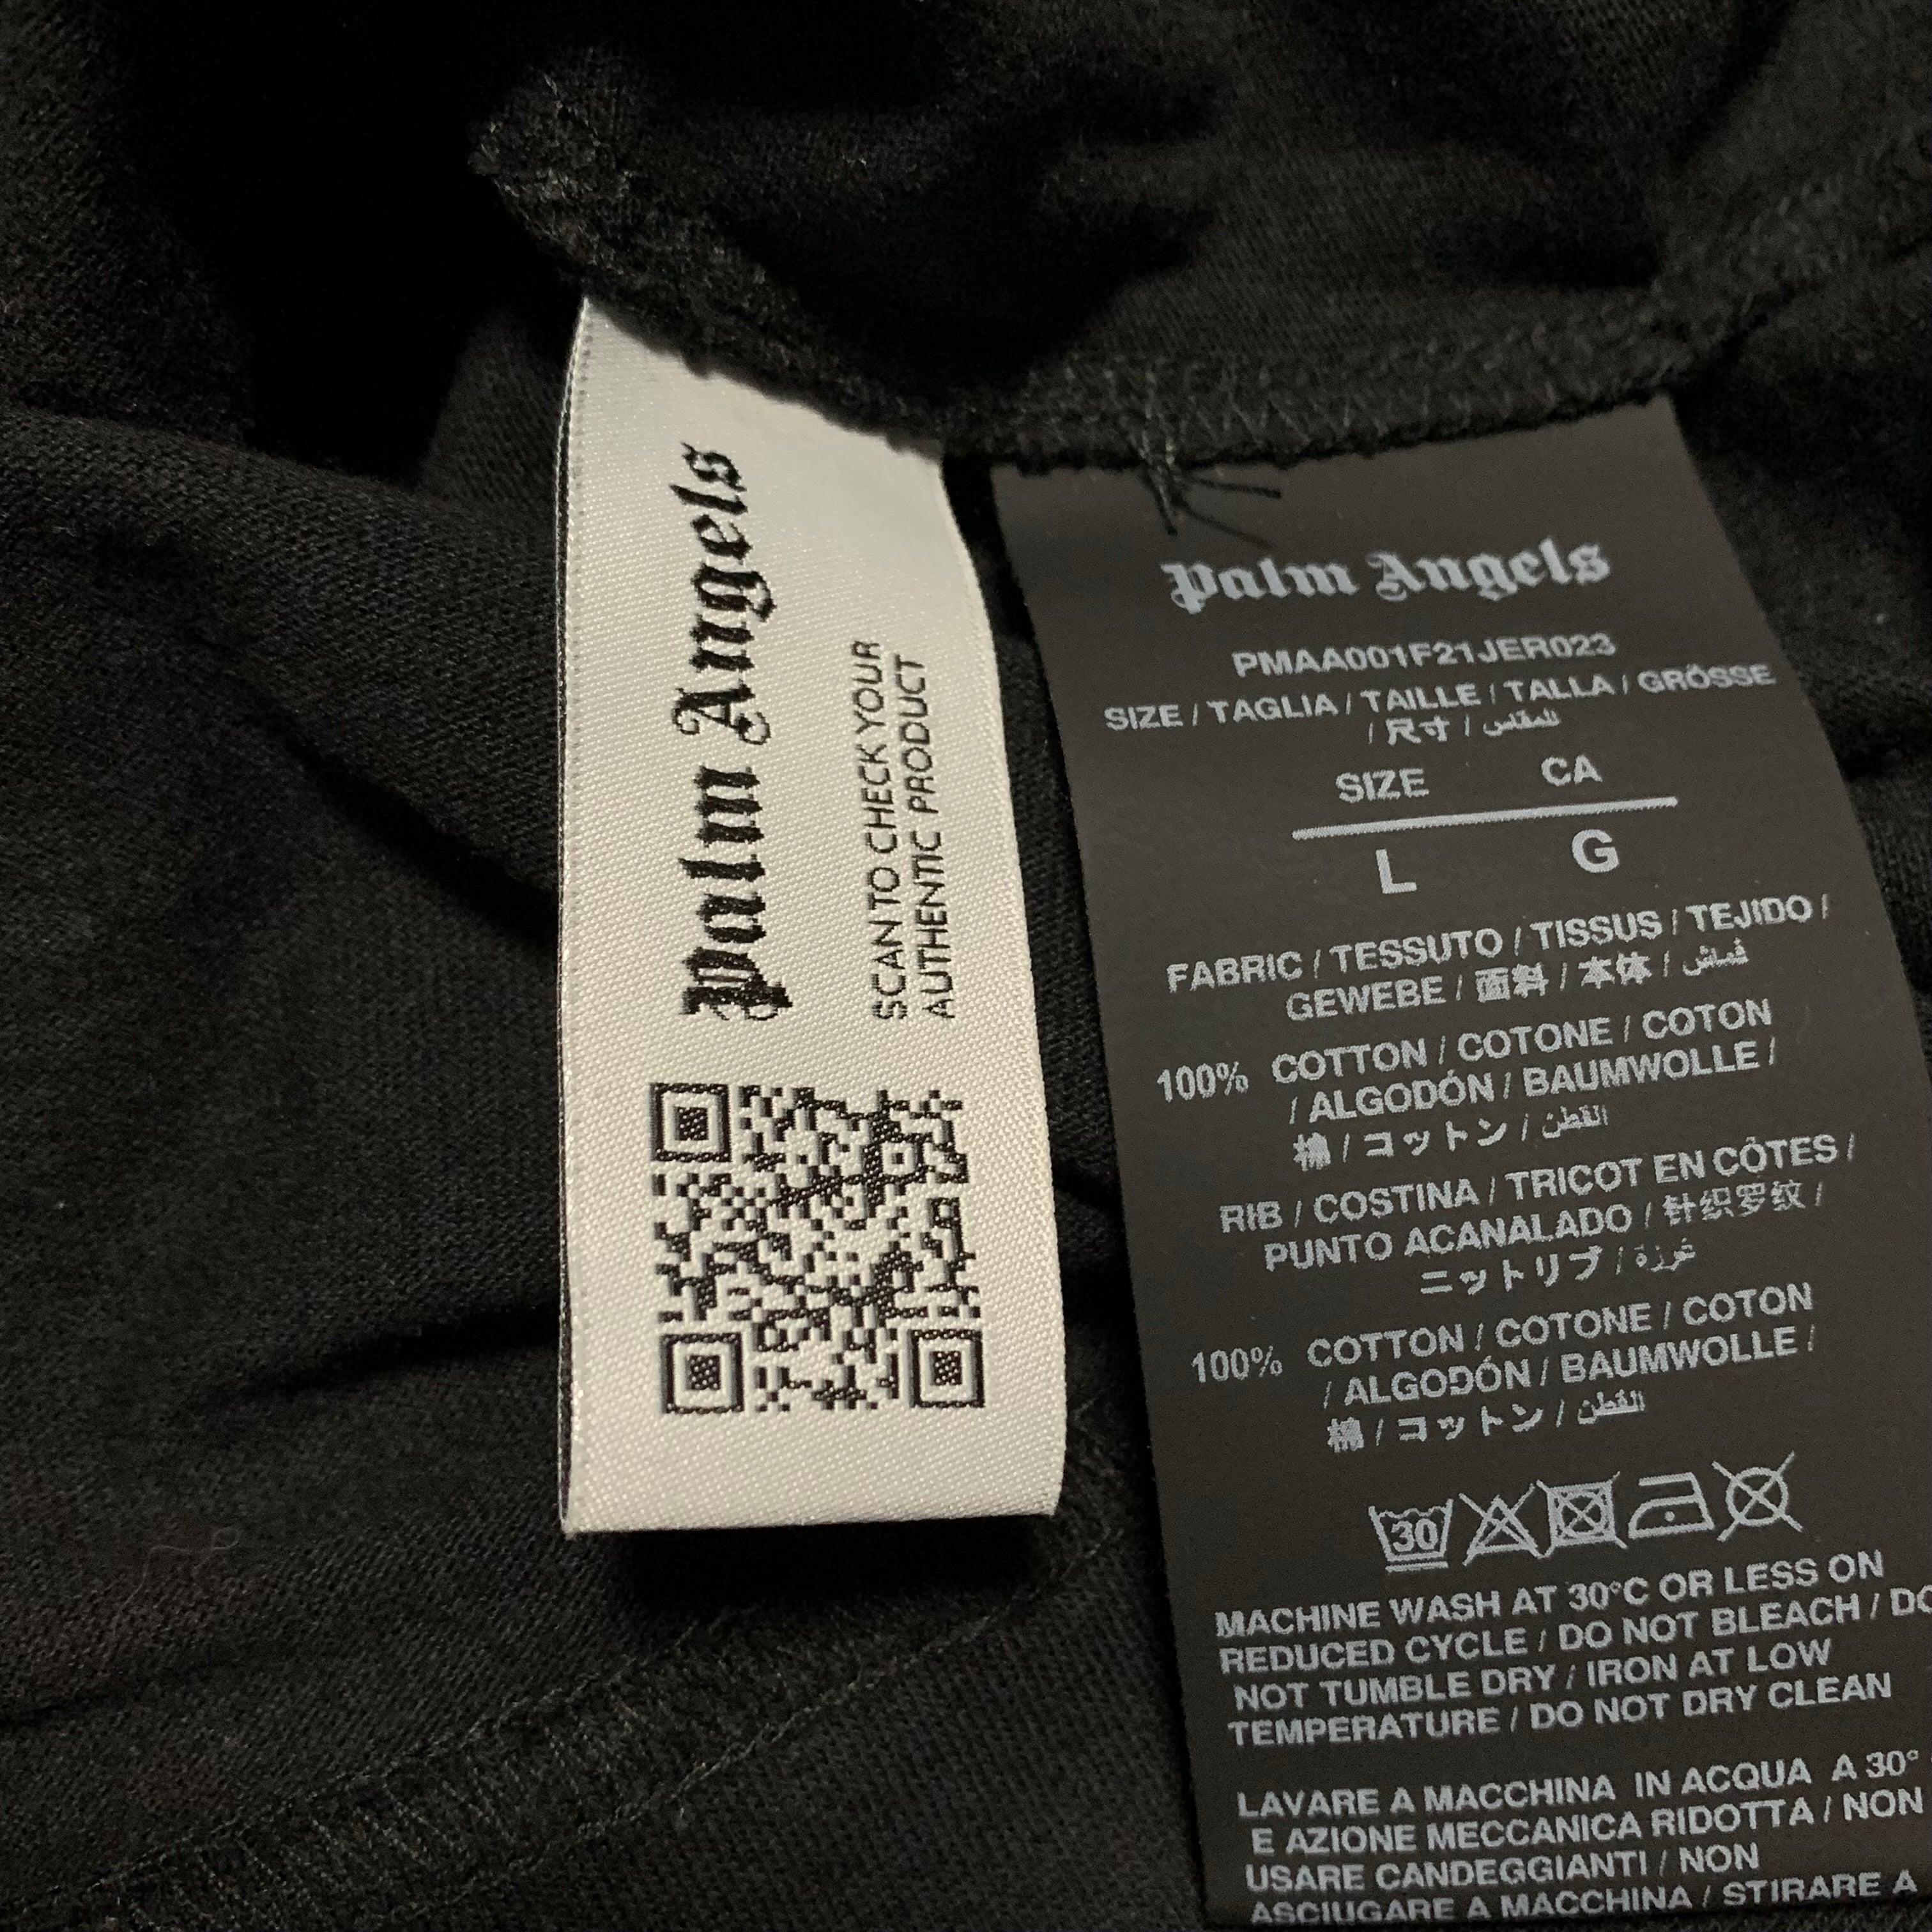 Palm Angels
SCAN TO CHECK YOUR
AUTHENTIC PRODUCT
Palm Angels
PMAA001F21JER023
SIZE / TAGLIA / TAILLE / TALLA / GRÖSSE
/ 尺寸 / للمقاس
SIZE CA
L G
FABRIC / TESSUTO / TISSUS / TEJIDO /
GEWEBE / 面料 / 本体 / قماش
100% COTTON / COTONE / COTON
/ ALGODÓN / BAUMWOLLE /
棉 / コットン / القطن
RIB / COSTINA / TRICOT EN CÔTES /
PUNTO ACANALADO / 针织罗纹 /
ニットリブ / غرزة
100% COTTON / COTONE / COTON
/ ALGODÓN / BAUMWOLLE /
棉 / コットン / القطن
30
MACHINE WASH AT 30°C OR LESS ON
REDUCED CYCLE / DO NOT BLEACH / DO
NOT TUMBLE DRY / IRON AT LOW
TEMPERATURE / DO NOT DRY CLEAN
LAVARE A MACCHINA IN ACQUA A 30°
E AZIONE MECCANICA RIDOTTA / NON
USARE CANDEGGIANTI / NON
ASCIUGARE A MACCHINA / STIRARE A